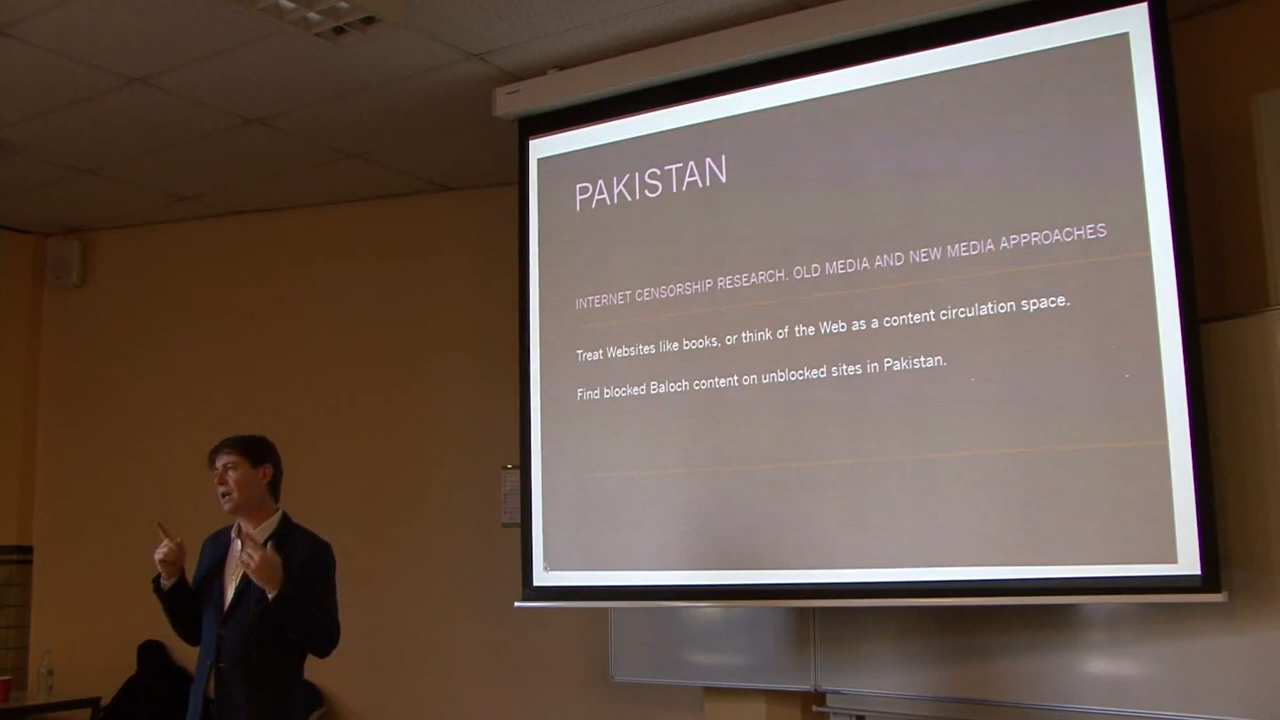 PAKISTAN
INTERNET CENSORSHIP RESEARCH. OLD MEDIA AND NEW MEDIA APPROACHES
Treat Websites like books, or think of the Web as a content circulation space.
Find blocked Baloch content on unblocked sites in Pakistan.